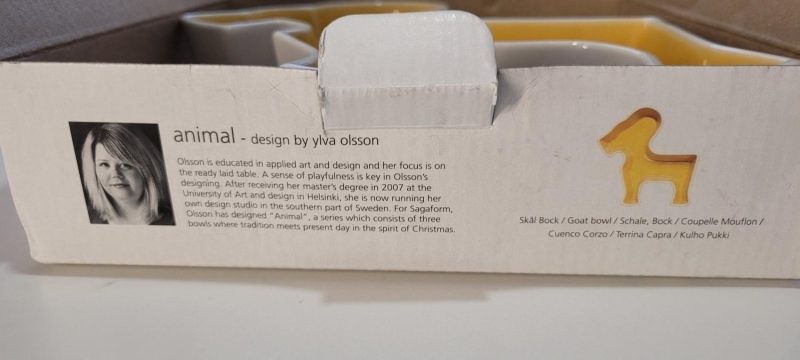 animal - design by ylva olsson
Olsson is educated in applied art and design and her focus is on
the ready laid table. A sense of playfulness is key in Olsson's
designing. After receiving her master's degree in 2007 at the
University of Art and design in Helsinki, she is now running her
own design studio in the southern part of Sweden. For Sagaform,
Olsson has designed "Animal", a series which consists of three
bowls where tradition meets present day in the spirit of Christmas.
Skål Bock / Goat bowl / Schale, Bock / Coupelle Mouflon /
Cuenco Corzo / Terrina Capra / Kulho Pukki